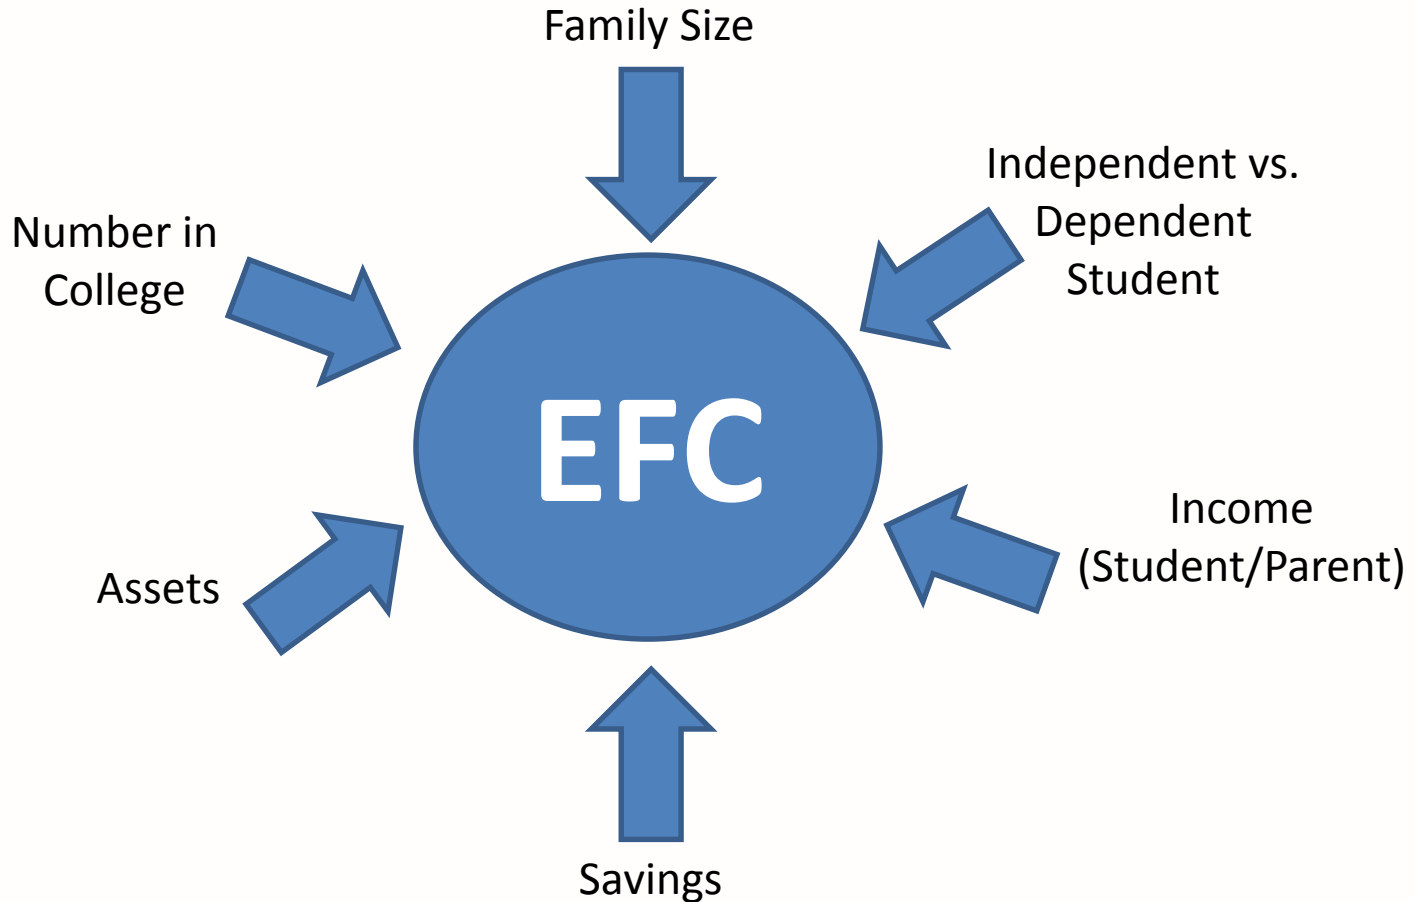 Family Size
Independent vs.
Dependent
Student
Number in
College
EFC
Income
(Student/Parent)
Assets
Savings